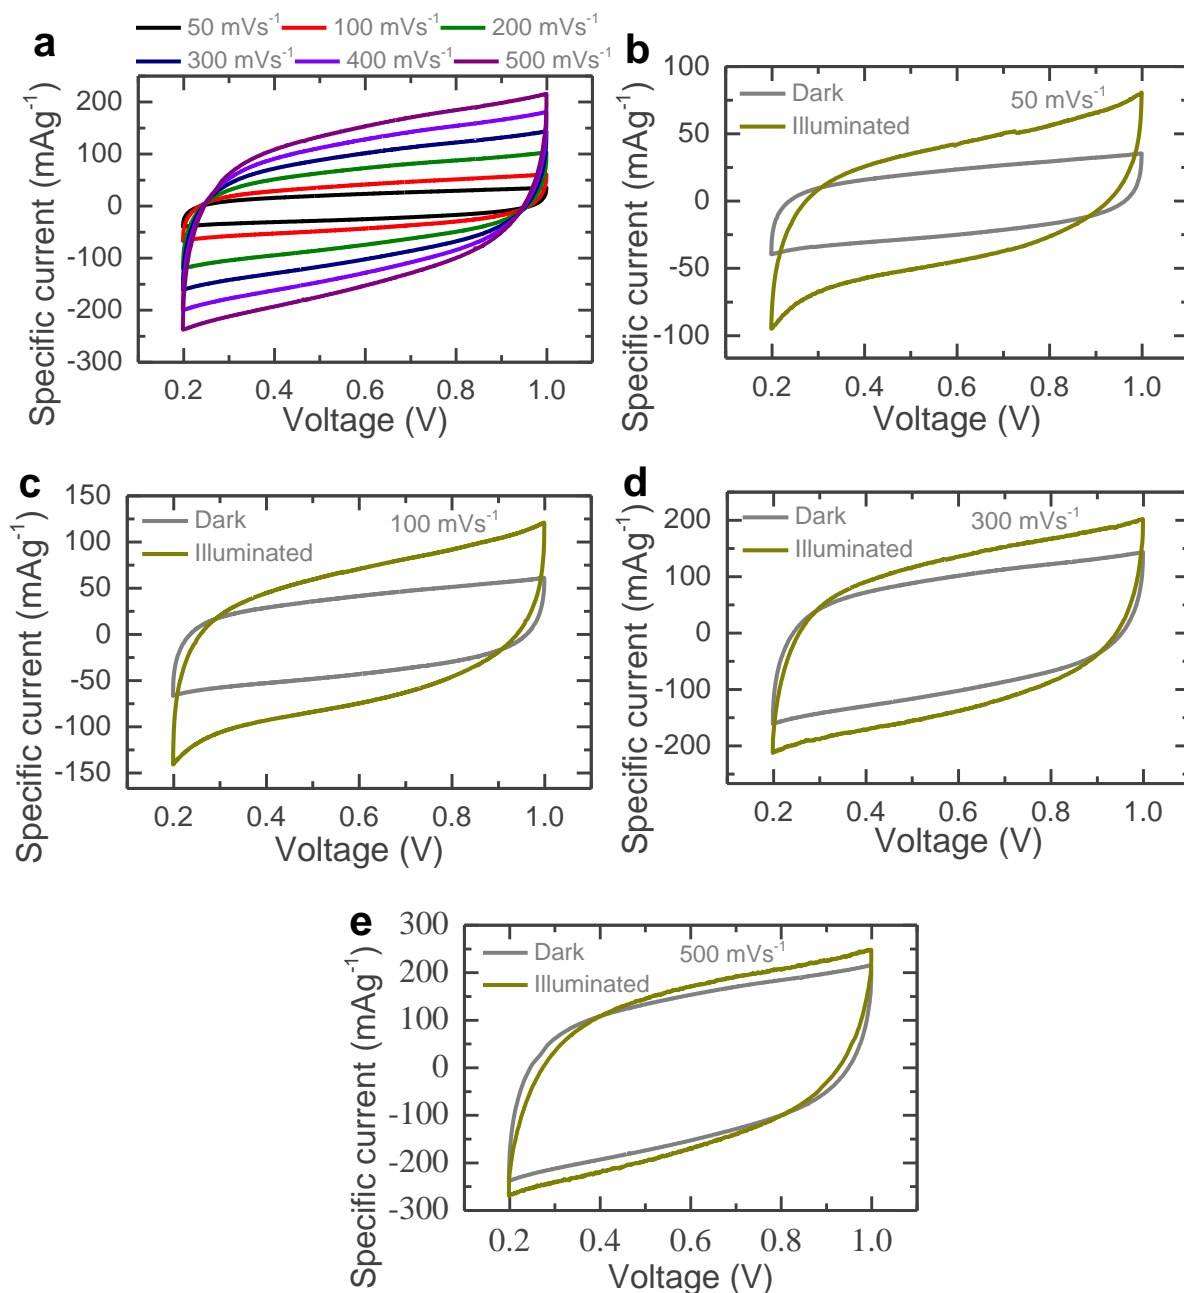 a
50 mVs-1 100 mVs-1 200 mVs-1
300 mVs-1 400 mVs-1 500 mVs-1
Specific current (mAg-1)
200
100
0
-100
-200
-300
0.2 0.4 0.6 0.8 1.0
Voltage (V)
b
Dark
Illuminated
50 mVs-1
Specific current (mAg-1)
100
50
0
-50
-100
0.2 0.4 0.6 0.8 1.0
Voltage (V)
c
Dark
Illuminated
100 mVs-1
Specific current (mAg-1)
150
100
50
0
-50
-100
-150
0.2 0.4 0.6 0.8 1.0
Voltage (V)
d
Dark
Illuminated
300 mVs-1
Specific current (mAg-1)
200
100
0
-100
-200
0.2 0.4 0.6 0.8 1.0
Voltage (V)
e
Dark
Illuminated
500 mVs-1
Specific current (mAg-1)
300
200
100
0
-100
-200
-300
0.2 0.4 0.6 0.8 1.0
Voltage (V)